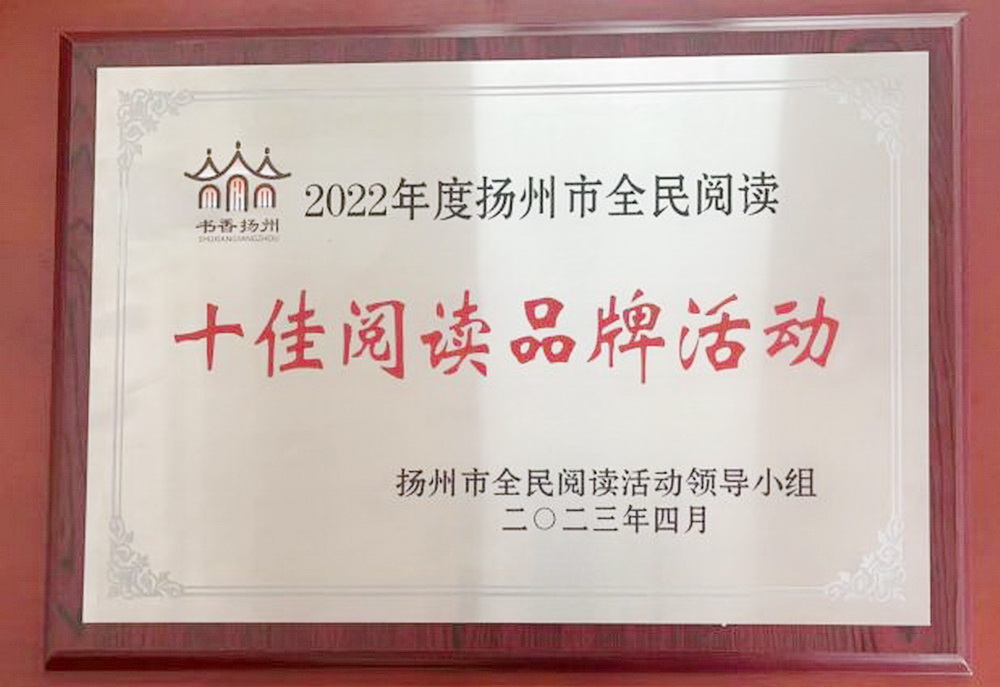 书香扬州
SHUXIANGYANGZHOU
2022年度扬州市全民阅读
十佳阅读品牌活动
扬州市全民阅读活动领导小组
二〇二三年四月